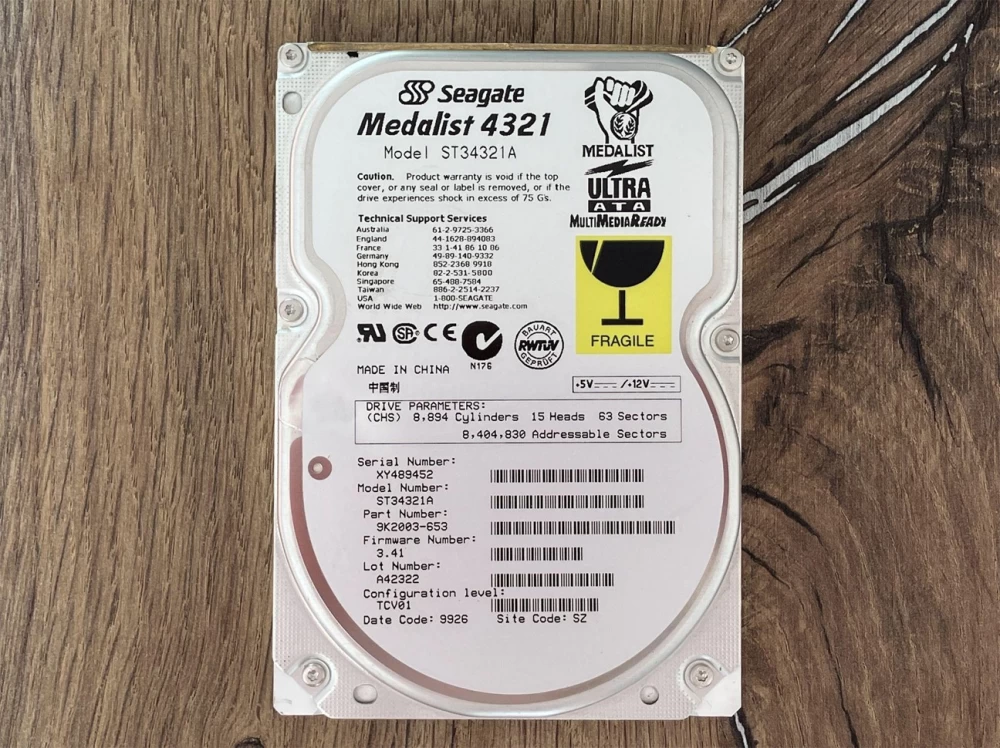 Seagate
Medalist 4321
Model ST34321A
Caution. Product warranty is void if the top
cover, or any seal or label is removed, or if the
drive experiences shock in excess of 75 G's.
Technical Support Services
Australia 61-2-9725-3366
England 44-1628-894083
France 33 1-41 86 10 86
Germany 49-89-140-9332
Hong Kong 852-2368 9918
Korea 82-2-531-5800
Singapore 65-488-7584
Taiwan 886-2-2514-2237
USA 1-800-SEAGATE
World Wide Web http://www.seagate.com
MEDALIST
ULTRA
ATA
MULTIMEDIA READY
FRAGILE
CE
N176
BAUART
RWTÜV
GEPRÜFT
MADE IN CHINA
中国制
+5V /+12V
DRIVE PARAMETERS:
(CHS) 8,894 Cylinders 15 Heads 63 Sectors
8,404,830 Addressable Sectors
Serial Number:
XY489452
Model Number:
ST34321A
Part Number:
9K2003-653
Firmware Number:
3.41
Lot Number:
A42322
Configuration level:
TCV01
Date Code: 9926 Site Code: SZ